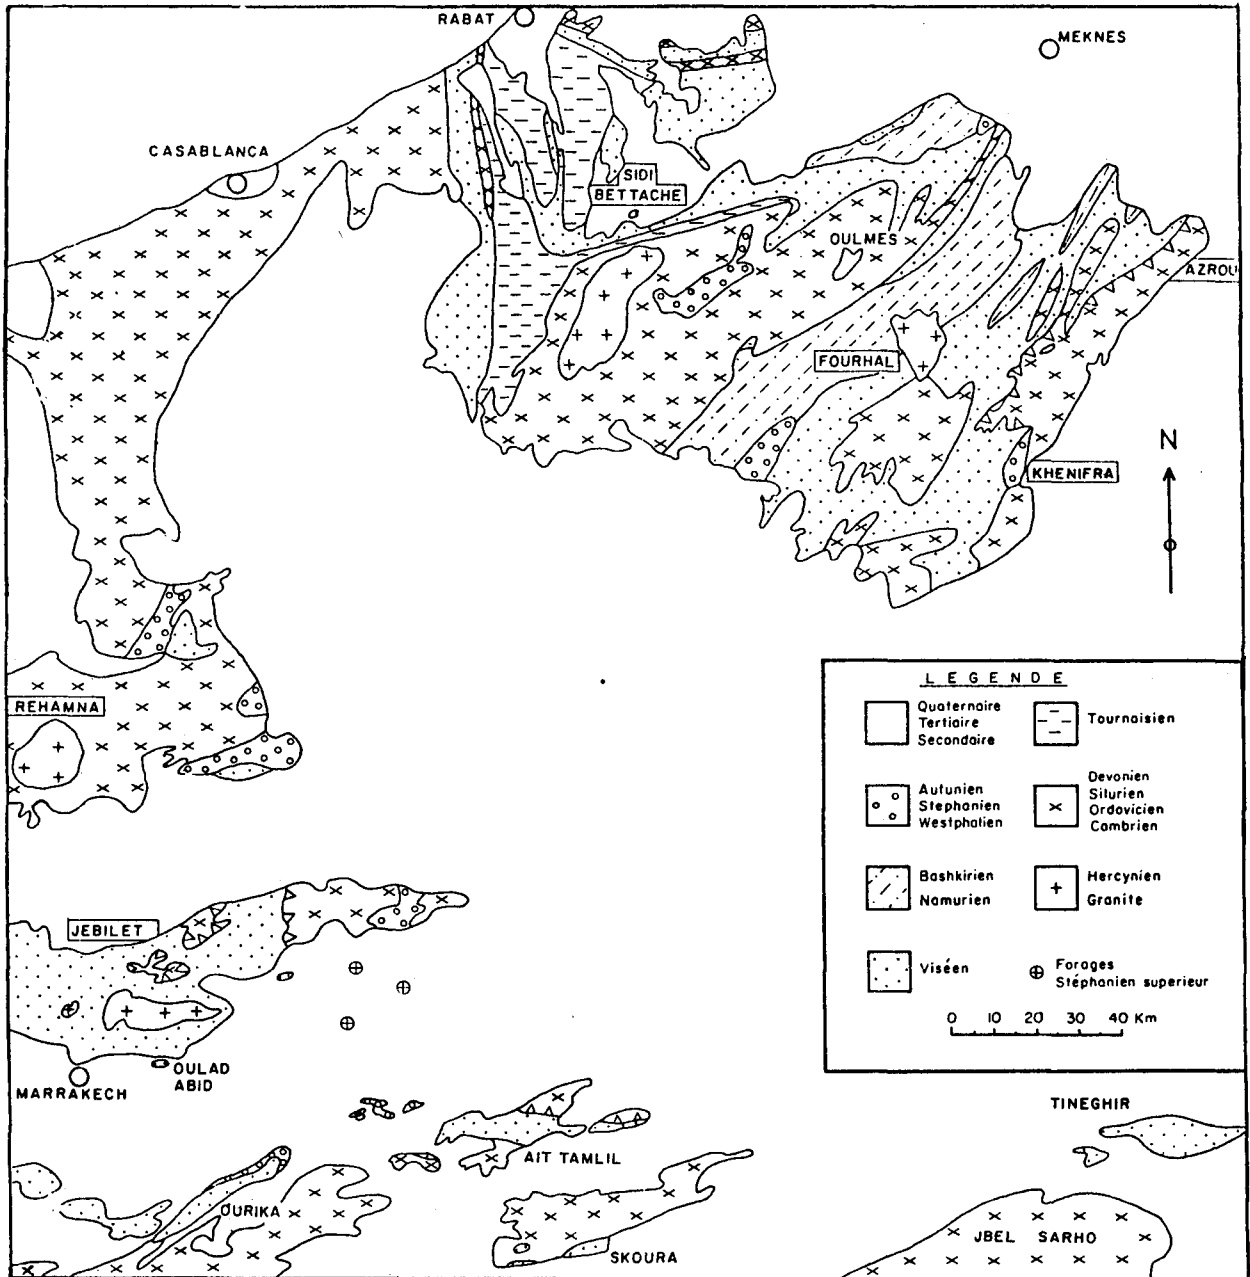 RABAT
MEKNES
CASABLANCA
SIDI
BETTACHE
OULMES
AZROU
FOURHAL
N
KHENIFRA
REHAMNA
LEGENDE
Quaternaire
Tertiaire
Secondaire
Tournaisien
Autunien
Stephanien
Westphalien
Devonien
Silurien
Ordovicien
Cambrien
Bashkirien
Namurien
Hercynien
Granite
Viséen
Forages
Stéphanien superieur
0 10 20 30 40 Km
JEBILET
OULAD
ABID
MARRAKECH
TINEGHIR
AIT TAMLIL
OURIKA
SKOURA
JBEL SARHO